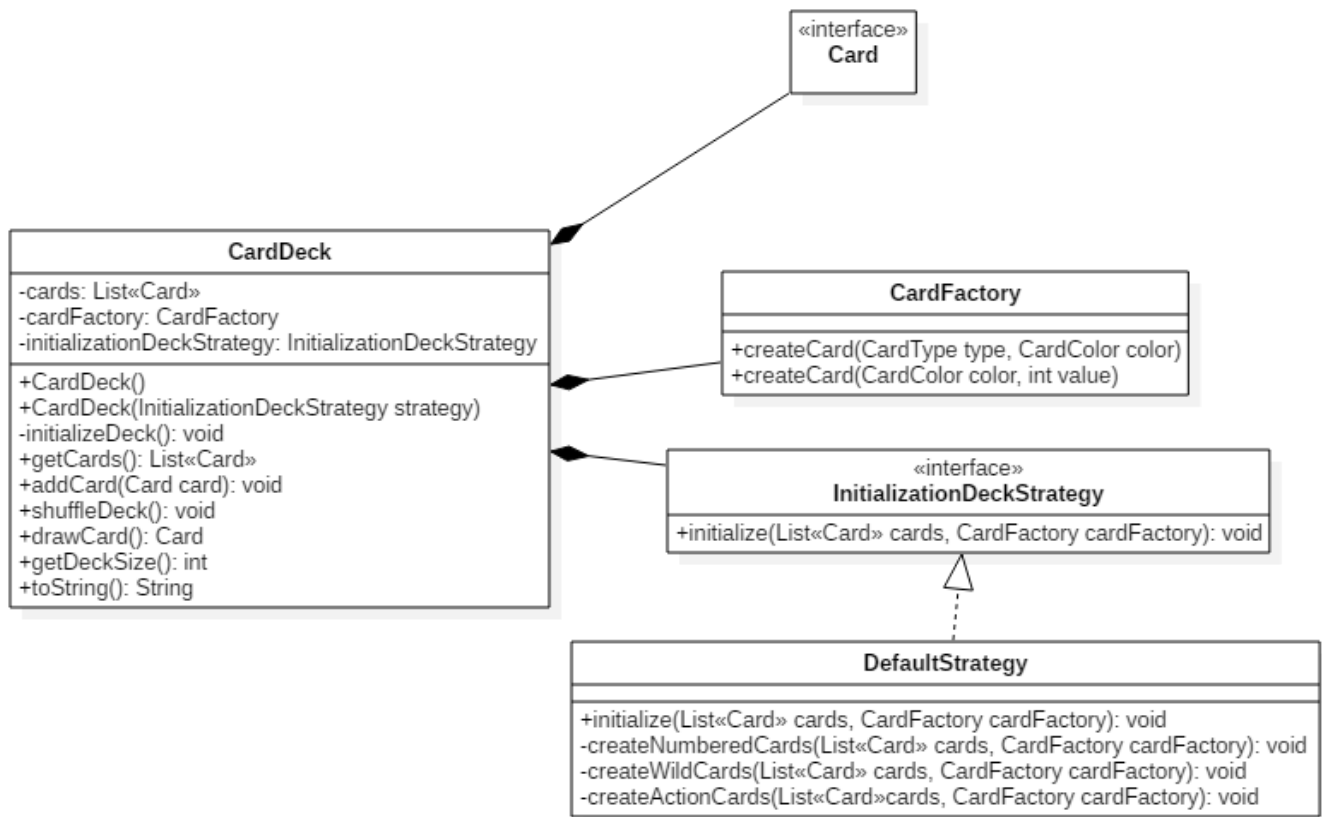 «interface»
Card
CardDeck
-cards: List«Card»
-cardFactory: CardFactory
-initializationDeckStrategy: InitializationDeckStrategy
+CardDeck()
+CardDeck(InitializationDeckStrategy strategy)
-initializeDeck(): void
+getCards(): List«Card»
+addCard(Card card): void
+shuffleDeck(): void
+drawCard(): Card
+getDeckSize(): int
+toString(): String
CardFactory
+createCard(CardType type, CardColor color)
+createCard(CardColor color, int value)
«interface»
InitializationDeckStrategy
+initialize(List«Card» cards, CardFactory cardFactory): void
DefaultStrategy
+initialize(List«Card» cards, CardFactory cardFactory): void
-createNumberedCards(List«Card» cards, CardFactory cardFactory): void
-createWildCards(List«Card» cards, CardFactory cardFactory): void
-createActionCards(List«Card»cards, CardFactory cardFactory): void